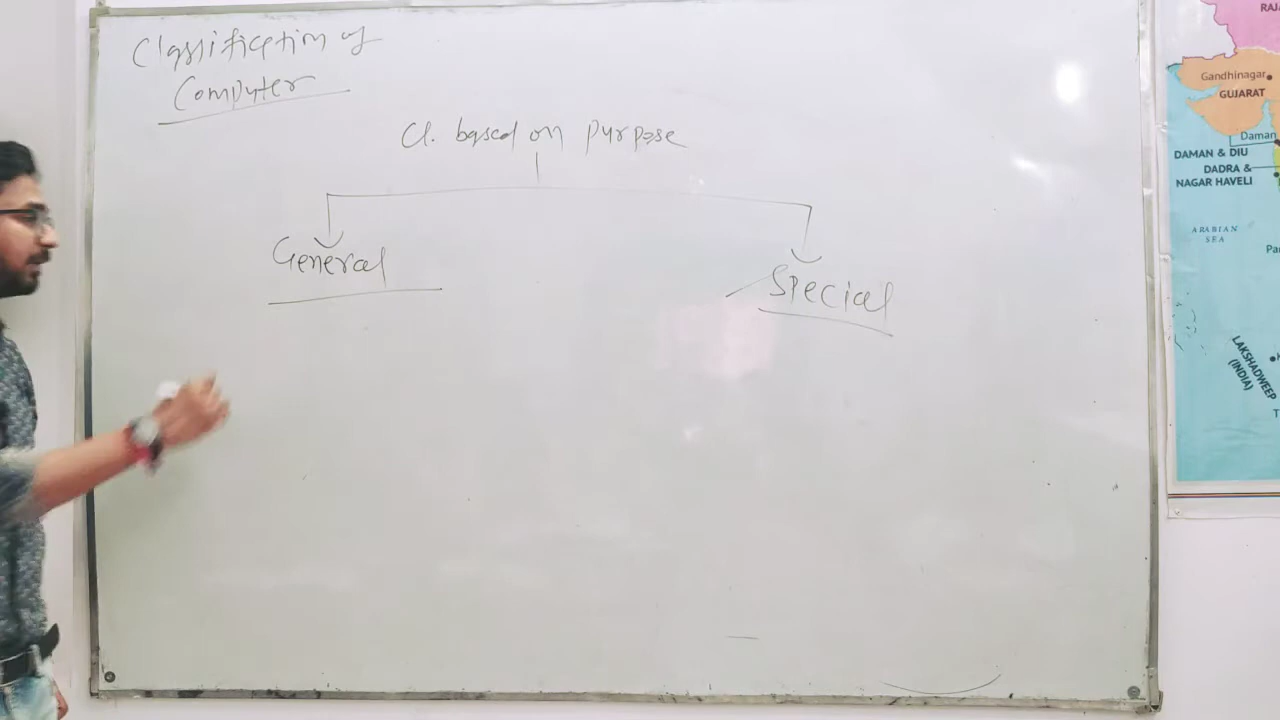 Classification of
Computer
Cl. based on purpose
General
Special
RAJ
Gandhinagar
GUJARAT
Daman
DAMAN & DIU
DADRA &
NAGAR HAVELI
ARABIAN
SEA
Pa
LAKSHADWEEP
(INDIA)
T